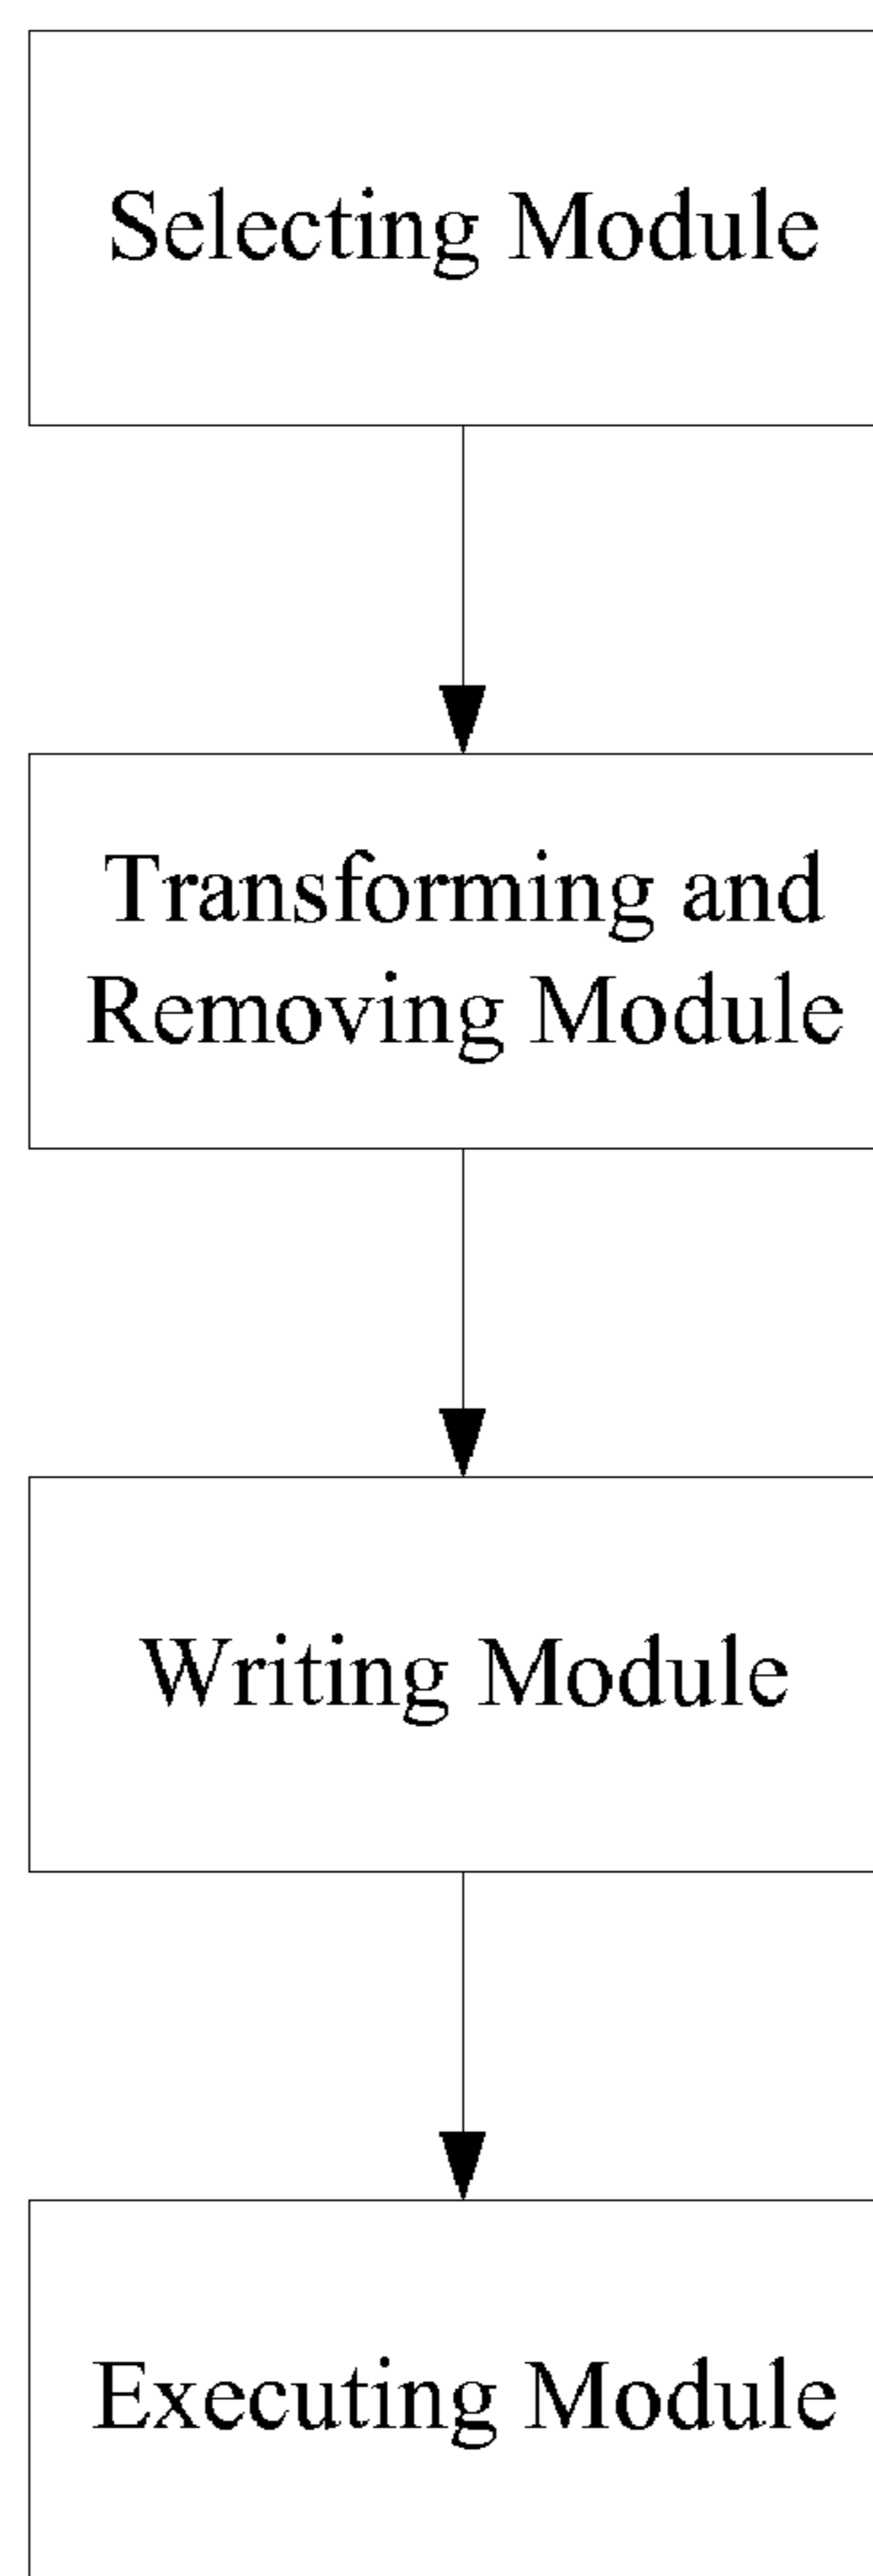 Selecting Module
Transforming and
Removing Module
Writing Module
Executing Module